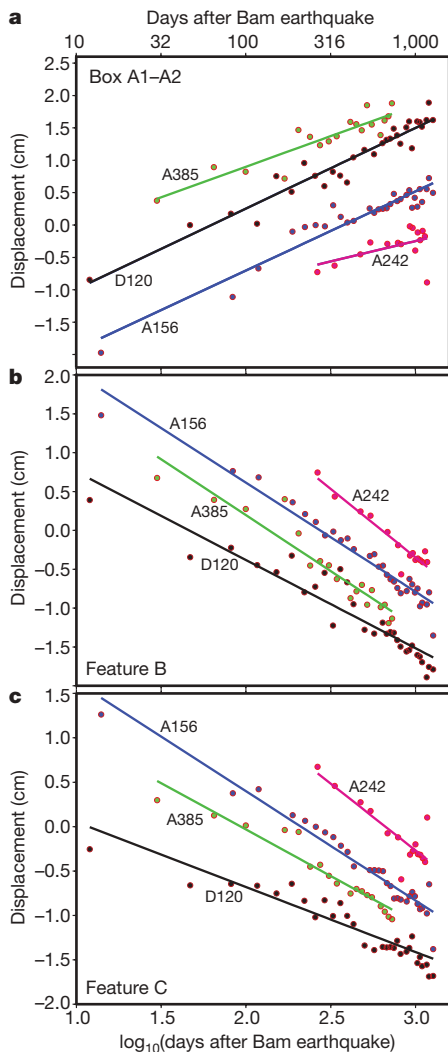 Days after Bam earthquake
a
10 32 100 316 1,000
Box A1–A2
2.5
2.0
1.5
1.0
0.5
0.0
−0.5
−1.0
−1.5
Displacement (cm)
A385
D120
A156
A242
b
2.0
1.5
1.0
0.5
0.0
−0.5
−1.0
−1.5
Displacement (cm)
A156
A242
A385
D120
Feature B
c
1.5
1.0
0.5
0.0
−0.5
−1.0
−1.5
−2.0
Displacement (cm)
A156
A242
A385
D120
Feature C
1.0 1.5 2.0 2.5 3.0
log10(days after Bam earthquake)